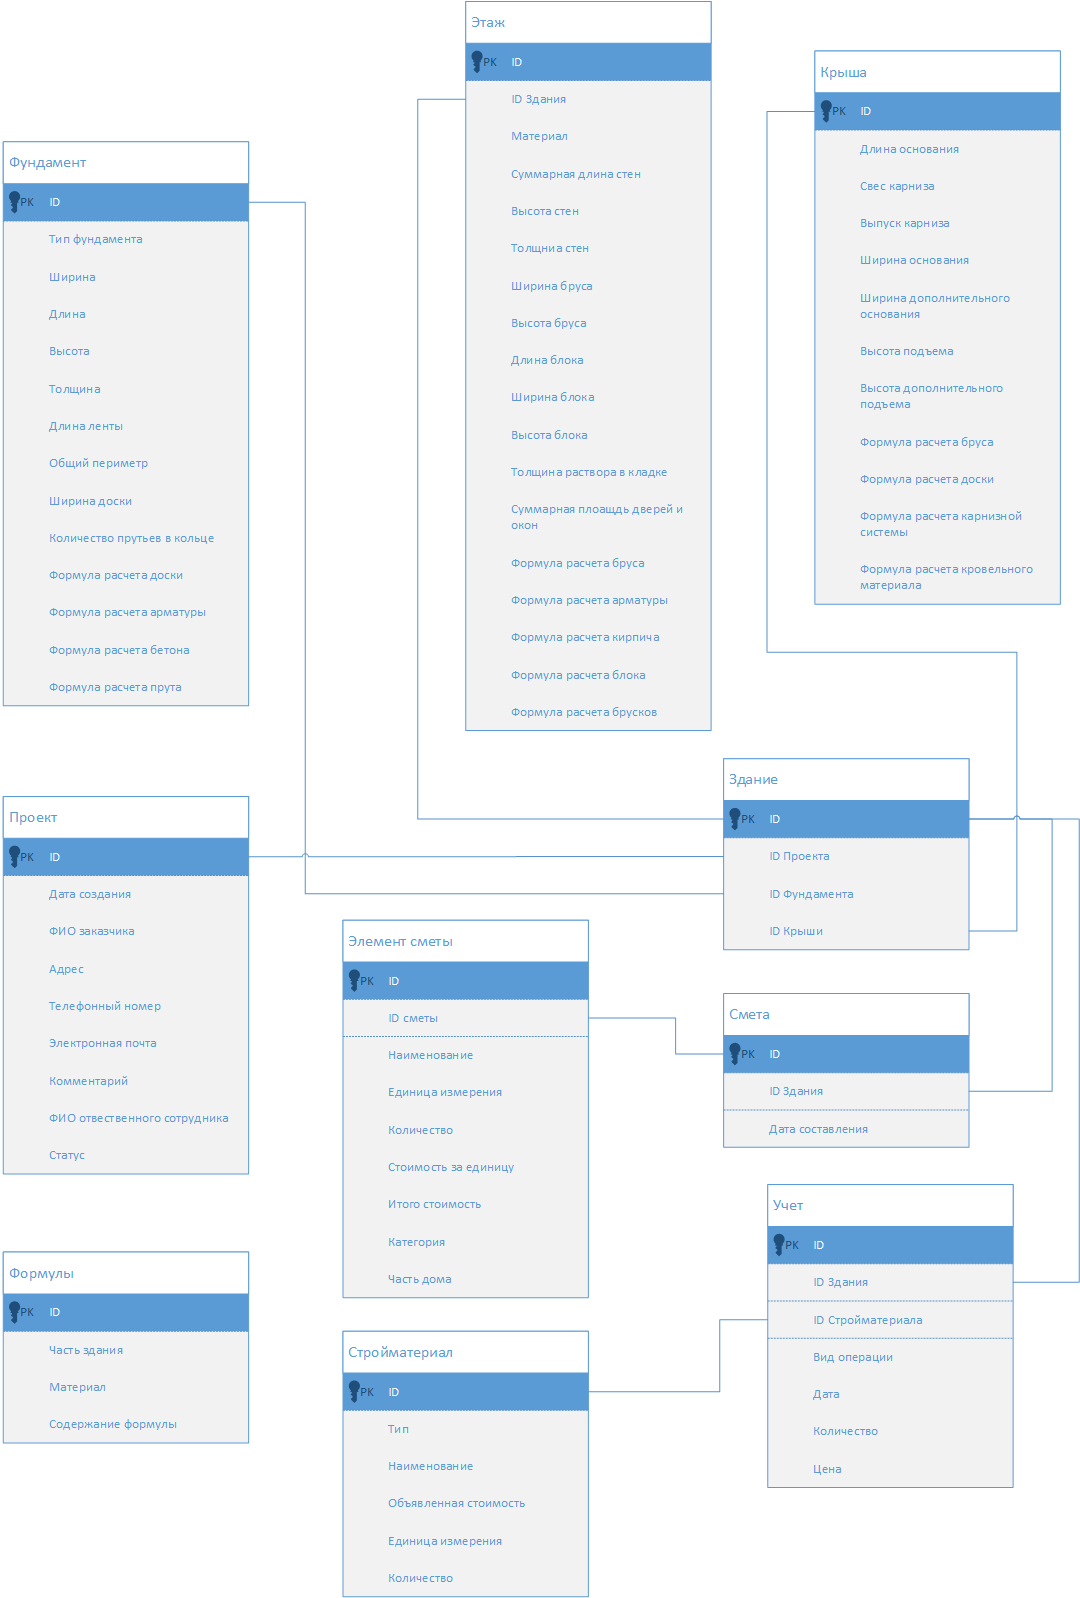 Этаж
PK ID
ID Здания
Материал
Суммарная длина стен
Высота стен
Толщниа стен
Ширина бруса
Высота бруса
Длина блока
Ширина блока
Высота блока
Толщина раствора в кладке
Суммарная плоащдь дверей и
окон
Формула расчета бруса
Формула расчета арматуры
Формула расчета кирпича
Формула расчета блока
Формула расчета брусков
Крыша
PK ID
Длина основания
Свес карниза
Выпуск карниза
Ширина основания
Ширина дополнительного
основания
Высота подъема
Высота дополнительного
подъема
Формула расчета бруса
Формула расчета доски
Формула расчета карнизной
системы
Формула расчета кровельного
материала
Фундамент
PK ID
Тип фундамента
Ширина
Длина
Высота
Толщина
Длина ленты
Общий периметр
Ширина доски
Количество прутьев в кольце
Формула расчета доски
Формула расчета арматуры
Формула расчета бетона
Формула расчета прута
Здание
PK ID
ID Проекта
ID Фундамента
ID Крыши
Проект
PK ID
Дата создания
ФИО заказчика
Адрес
Телефонный номер
Электронная почта
Комментарий
ФИО отвественного сотрудника
Статус
Элемент сметы
PK ID
ID сметы
Наименование
Единица измерения
Количество
Стоимость за единицу
Итого стоимость
Категория
Часть дома
Смета
PK ID
ID Здания
Дата составления
Учет
PK ID
ID Здания
ID Стройматериала
Вид операции
Дата
Количество
Цена
Формулы
PK ID
Часть здания
Материал
Содержание формулы
Стройматериал
PK ID
Тип
Наименование
Объявленная стоимость
Единица измерения
Количество